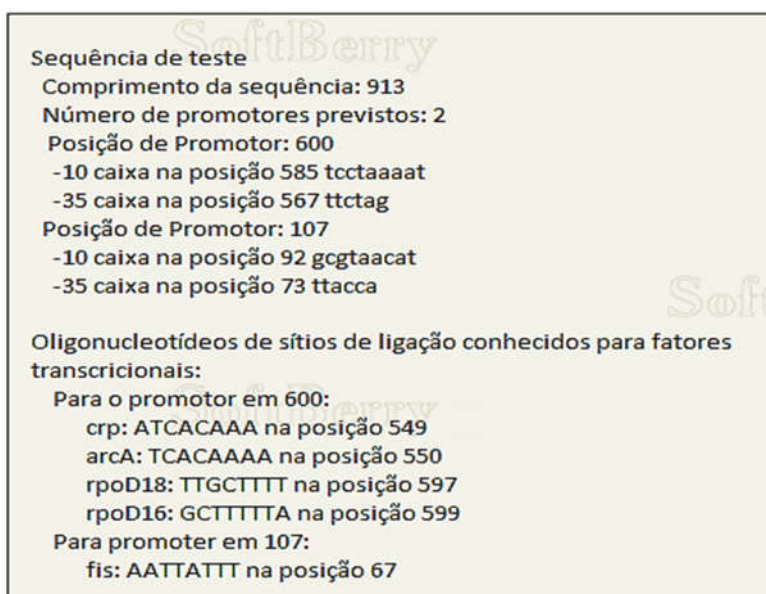 SoftBerry
Sequência de teste
Comprimento da sequência: 913
Número de promotores previstos: 2
Posição de Promotor: 600
-10 caixa na posição 585 tcctaaaat
-35 caixa na posição 567 ttctag
Posição de Promotor: 107
-10 caixa na posição 92 gcgtaacat
-35 caixa na posição 73 ttacca
Soft
Oligonucleotídeos de sítios de ligação conhecidos para fatores
transcricionais:
SoftBerry
Para o promotor em 600:
crp: ATCACAAA na posição 549
arcA: TCACAAAA na posição 550
rpoD18: TTGCTTTT na posição 597
rpoD16: GCTTTTTA na posição 599
Para promoter em 107:
fis: AATTATTT na posição 67